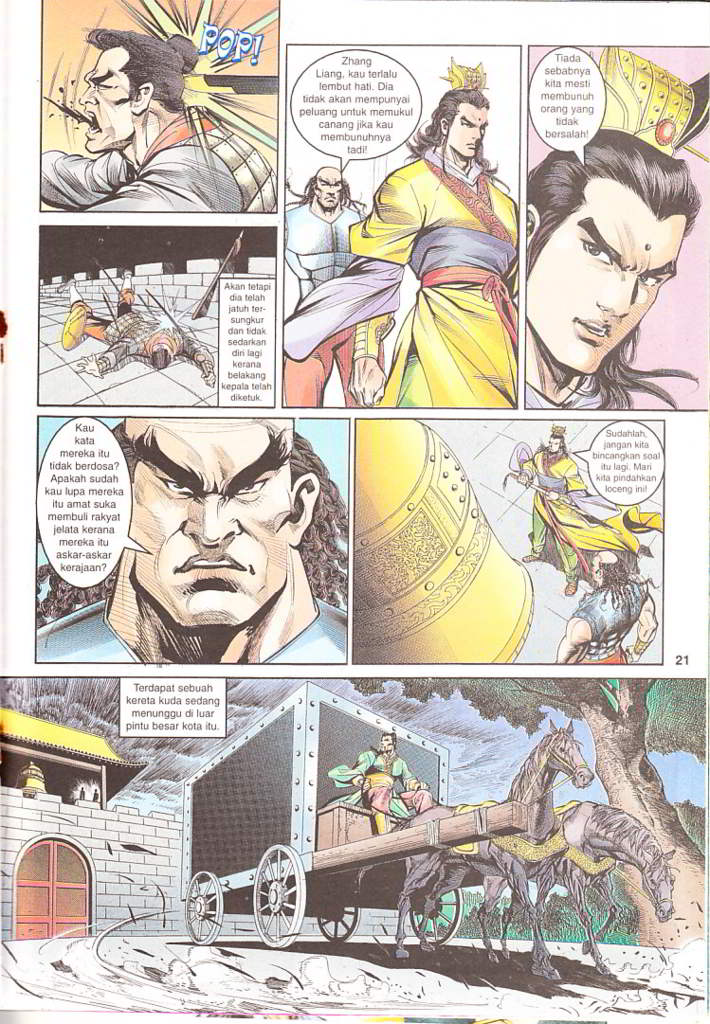 POP!
Zhang
Liang, kau terlalu
lembut hati. Dia
tidak akan mempunyai
peluang untuk memukul
canang jika kau
membunuhnya
tadi!
Tiada
sebabnya
kita mesti
membunuh
orang yang
tidak
bersalah!
Akan tetapi
dia telah
jatuh ter-
sungkur
dan tidak
sedarkan
diri lagi
kerana
belakang
kepala telah
diketuk.
Kau
kata
mereka itu
tidak berdosa?
Apakah sudah
kau lupa mereka
itu amat suka
membuli rakyat
jelata kerana
mereka itu
askar-askar
kerajaan?
Sudahlah,
jangan kita
bincangkan soal
itu lagi. Mari
kita pindahkan
loceng ini!
21
Terdapat sebuah
kereta kuda sedang
menunggu di luar
pintu besar kota itu.